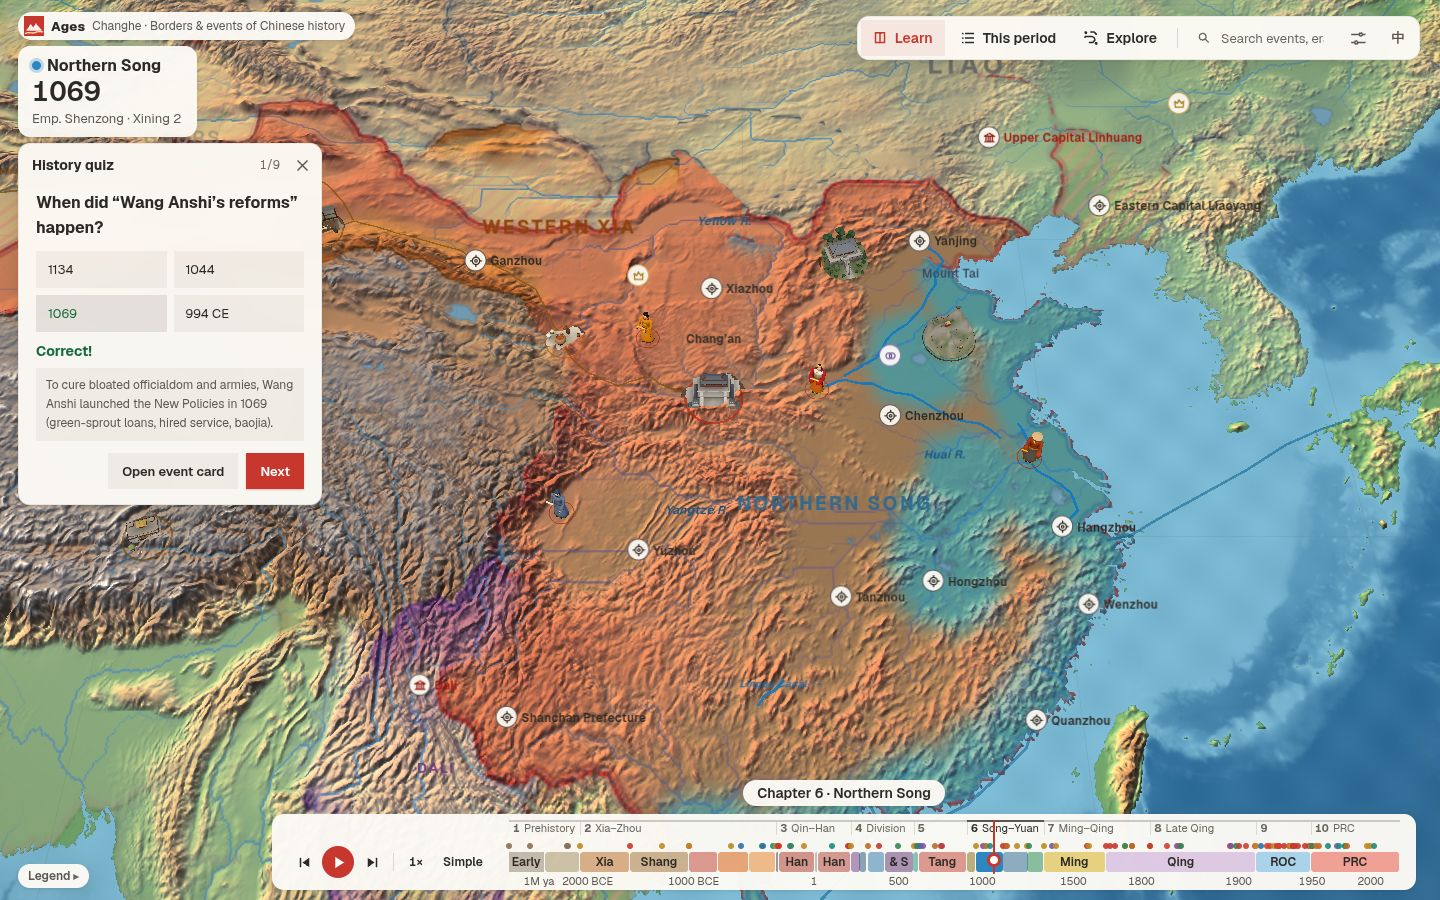 Ages Changhe · Borders & events of Chinese history
Northern Song
1069
Emp. Shenzong · Xining 2
History quiz 1/9
When did “Wang Anshi’s reforms” happen?
1134
1044
1069
994 CE
Correct!
To cure bloated officialdom and armies, Wang
Anshi launched the New Policies in 1069
(green-sprout loans, hired service, baojia).
Open event card
Next
Learn
This period
Explore
Search events, er
中
LIAO
Upper Capital Linhuang
Eastern Capital Liaoyang
WESTERN XIA
Yellow R.
Yanjing
Mount Tai
Ganzhou
Xiazhou
Chang'an
Chenzhou
Huai R.
NORTHERN SONG
Yangtze R.
Hangzhou
Yuzhou
Hongzhou
Tanzhou
Wenzhou
Shanchan Prefecture
Quanzhou
DALI
Chapter 6 · Northern Song
1 Prehistory
2 Xia–Zhou
3 Qin–Han
4 Division
5
6 Song–Yuan
7 Ming–Qing
8 Late Qing
9
10 PRC
1×
Simple
Early
Xia
Shang
Han
Han
& S
Tang
Ming
Qing
ROC
PRC
1M ya
2000 BCE
1000 BCE
1
500
1000
1500
1800
1900
1950
2000
Legend ▸